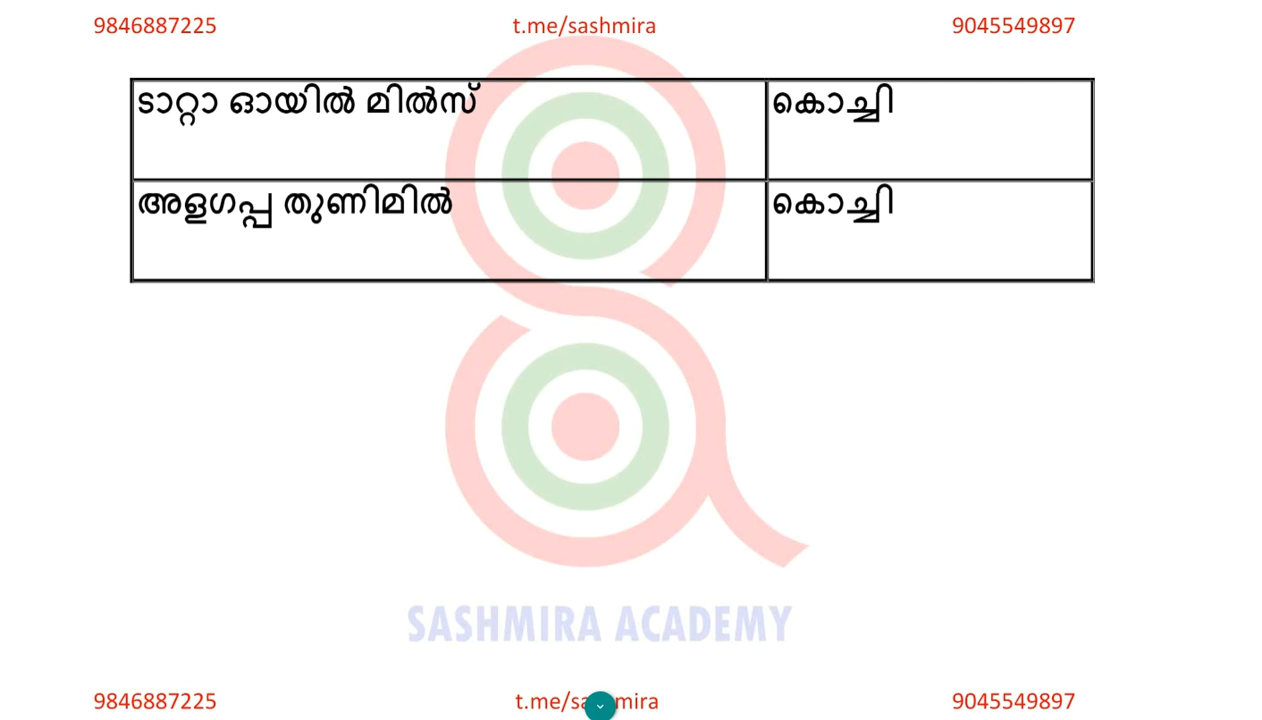 9846887225 t.me/sashmira 9045549897
ടാറ്റാ ഓയിൽ മിൽസ് കൊച്ചി
അളഗപ്പ തുണിമിൽ കൊച്ചി
SASHMIRA ACADEMY
9846887225 9045549897